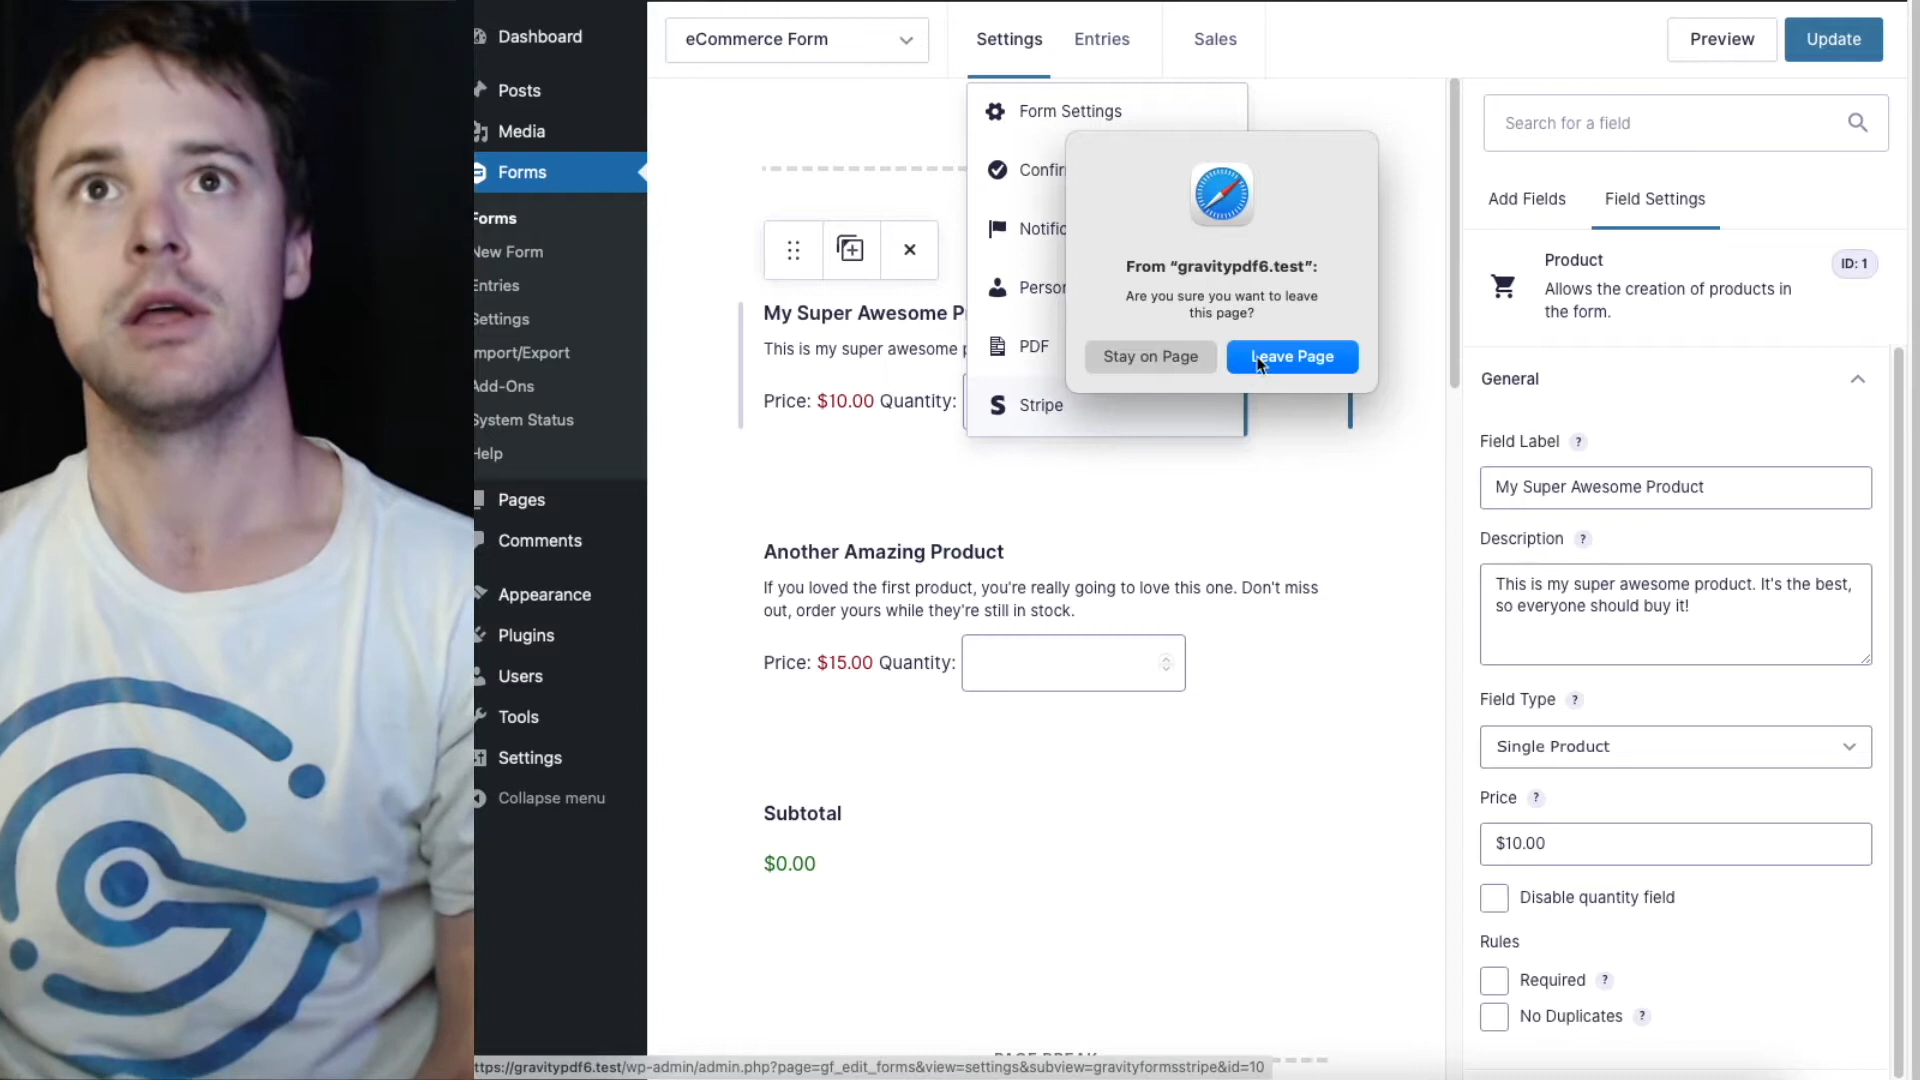 Dashboard
Posts
Media
Forms
Forms
New Form
Entries
Settings
Import/Export
Add-Ons
System Status
Help
Pages
Comments
Appearance
Plugins
Users
Tools
Settings
Collapse menu
eCommerce Form
Settings
Entries
Sales
Preview
Update
Form Settings
Confir
Notific
Person
PDF
Stripe
From “gravitypdf6.test”:
Are you sure you want to leave
this page?
Stay on Page
Leave Page
My Super Awesome P
This is my super awesome p
Price: $10.00 Quantity:
Another Amazing Product
If you loved the first product, you're really going to love this one. Don't miss
out, order yours while they're still in stock.
Price: $15.00 Quantity:
Subtotal
$0.00
PAGE BREAK
ttps://gravitypdf6.test/wp-admin/admin.php?page=gf_edit_forms&view=settings&subview=gravityformsstripe&id=10
Search for a field
Add Fields
Field Settings
Product
ID: 1
Allows the creation of products in
the form.
General
Field Label ?
My Super Awesome Product
Description ?
This is my super awesome product. It's the best,
so everyone should buy it!
Field Type ?
Single Product
Price ?
$10.00
Disable quantity field
Rules
Required ?
No Duplicates ?